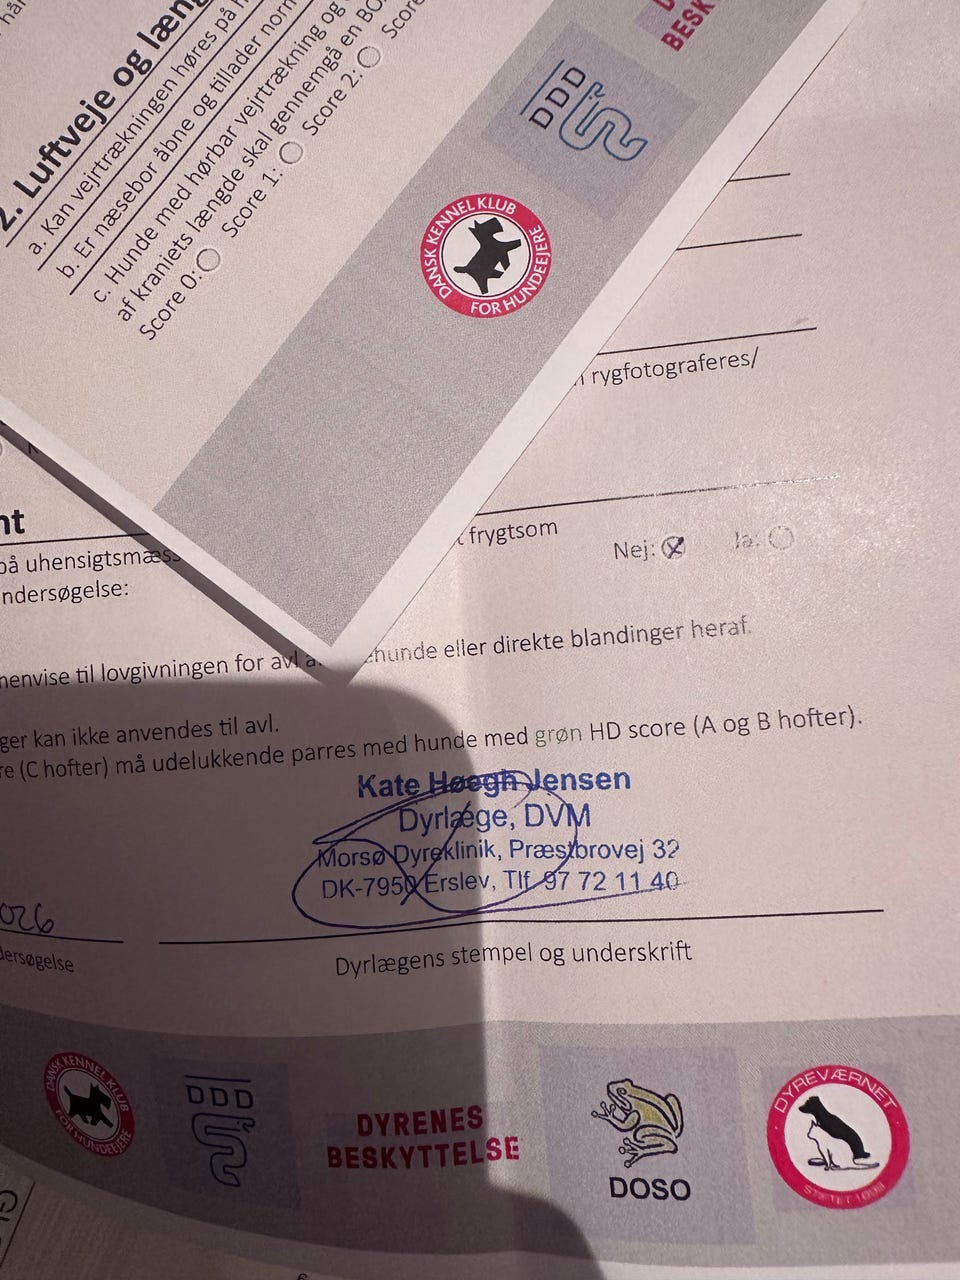 2. Luftveje og læng
a. Kan vejrtrækningen høres på
b. Er næsebor åbne og tillader norm
c. Hunde med hørbar vejrtrækning og
af kraniets længde skal gennemgå en BO
Score 0: Score 1: Score 2: Score
DANSK KENNEL KLUB
FOR HUNDEEJERE
DDD
BESK
rygfotograferes/
nt
på uhensigtsmæss
frygtsom
Nej: Ja:
ndersøgelse:
henvise til lovgivningen for avl
hunde eller direkte blandinger heraf.
ger kan ikke anvendes til avl.
re (C hofter) må udelukkende parres med hunde med grøn HD score (A og B hofter).
Kate Høegh Jensen
Dyrlæge, DVM
Morsø Dyreklinik, Præstbrovej 32
DK-7950 Erslev, Tlf. 97 72 11 40
026
dersøgelse
Dyrlægens stempel og underskrift
DANSK KENNEL KLUB
FOR HUNDEEJERE
DDD
DYRENES
BESKYTTELSE
DOSO
DYREVÆRNET